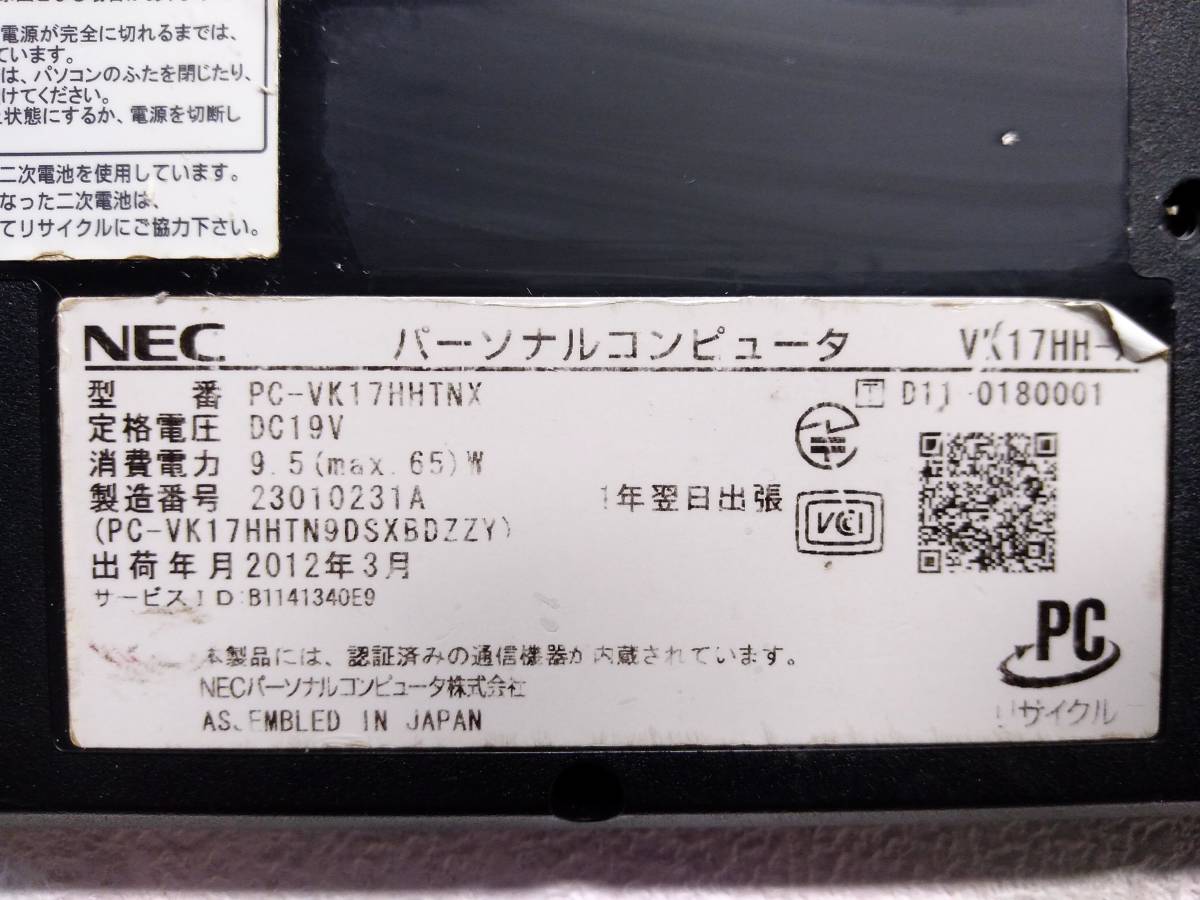 電源が完全に切れるまでは、
ています。
は、パソコンのふたを閉じたり、
けてください。
状態にするか、電源を切断し
二次電池を使用しています。
なった二次電池は、
てリサイクルにご協力下さい。
NEC パーソナルコンピュータ VK17HH-
型番 PC-VK17HHTNX
T D11-0180001
定格電圧 DC19V
消費電力 9.5(max.65)W
製造番号 23010231A 1年翌日出張
VCI
(PC-VK17HHTN9DSXBDZZY)
出荷年月 2012年3月
サービスID:B1141340E9
本製品には、認証済みの通信機器が内蔵されています。
NECパーソナルコンピュータ株式会社
ASSEMBLED IN JAPAN
PC
リサイクル